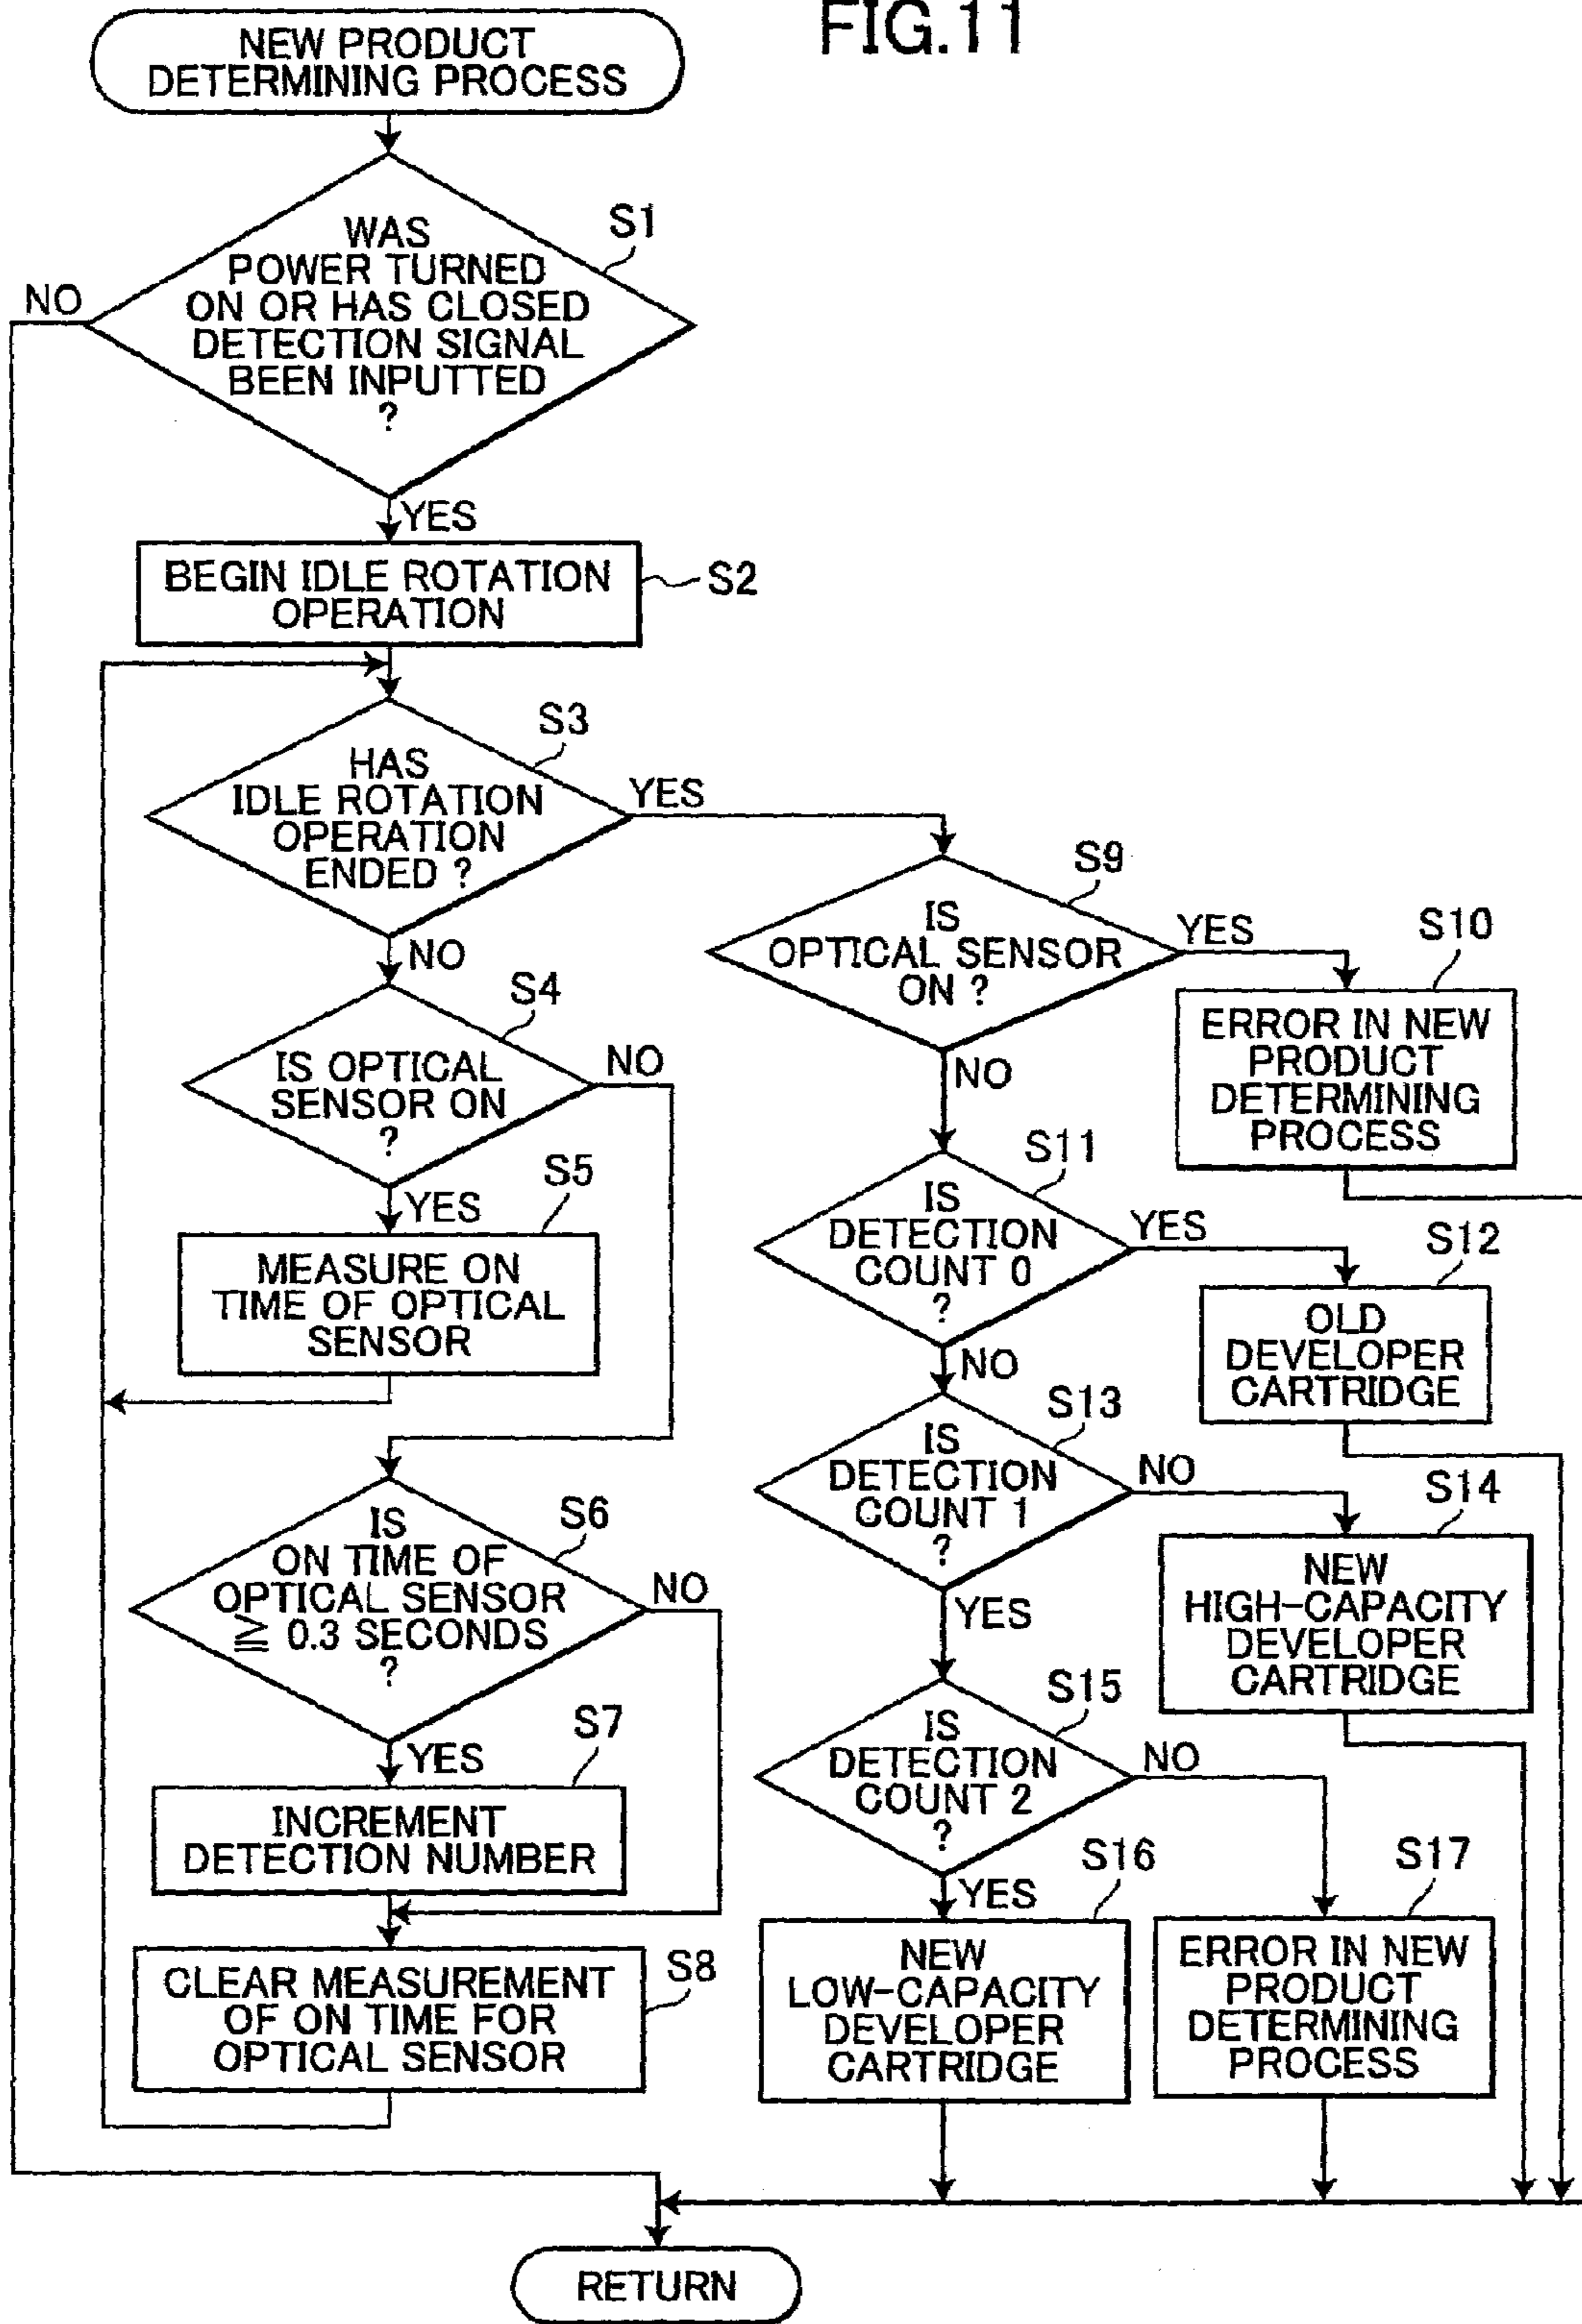 FIG.11
NEW PRODUCT
DETERMINING PROCESS
S1
WAS
POWER TURNED
ON OR HAS CLOSED
DETECTION SIGNAL
BEEN INPUTTED
?
NO
YES
BEGIN IDLE ROTATION
OPERATION
S2
S3
HAS
IDLE ROTATION
OPERATION
ENDED ?
YES
NO
S4
IS OPTICAL
SENSOR ON
?
NO
YES
S5
MEASURE ON
TIME OF OPTICAL
SENSOR
S6
IS
ON TIME OF
OPTICAL SENSOR
≧ 0.3 SECONDS
?
NO
YES
S7
INCREMENT
DETECTION NUMBER
S8
CLEAR MEASUREMENT
OF ON TIME FOR
OPTICAL SENSOR
S9
IS
OPTICAL SENSOR
ON ?
YES
NO
S10
ERROR IN NEW
PRODUCT
DETERMINING
PROCESS
S11
IS
DETECTION
COUNT 0
?
YES
NO
S12
OLD
DEVELOPER
CARTRIDGE
S13
IS
DETECTION
COUNT 1
?
NO
YES
S14
NEW
HIGH-CAPACITY
DEVELOPER
CARTRIDGE
S15
IS
DETECTION
COUNT 2
?
NO
YES
S16
NEW
LOW-CAPACITY
DEVELOPER
CARTRIDGE
S17
ERROR IN NEW
PRODUCT
DETERMINING
PROCESS
RETURN